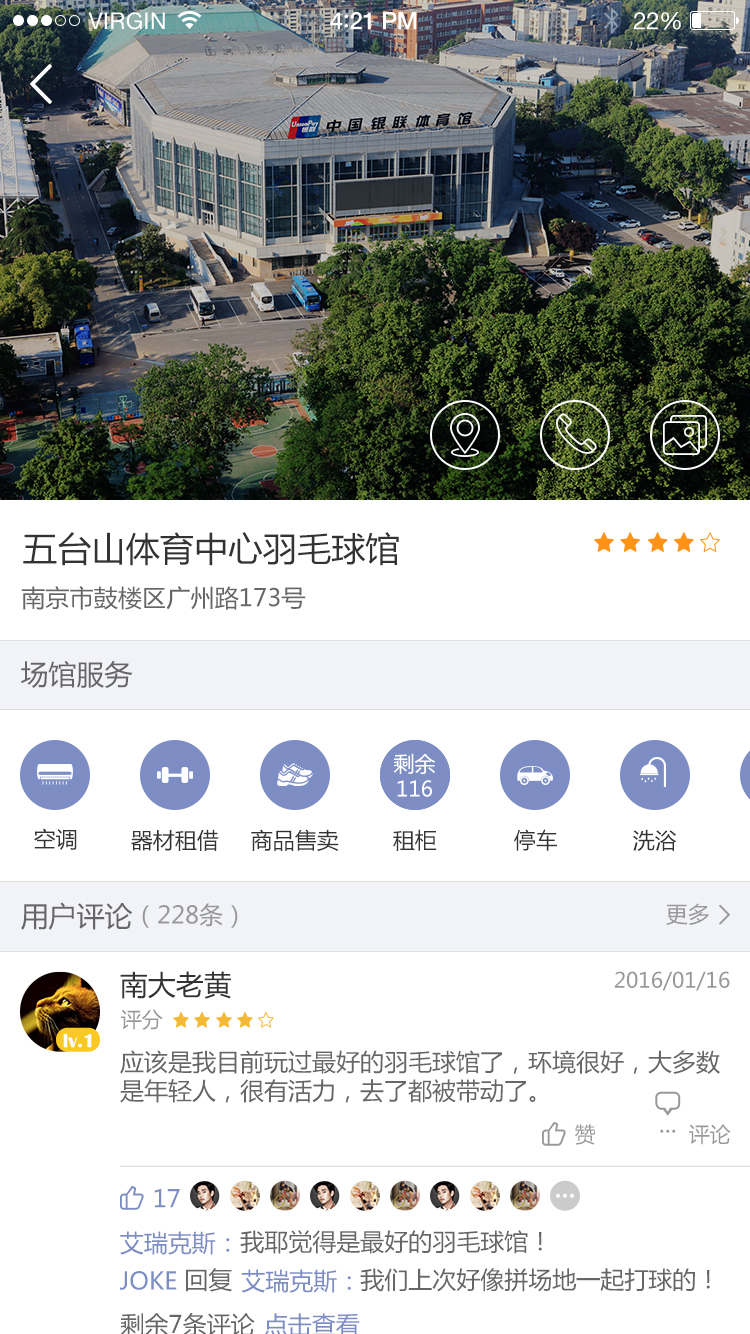 VIRGIN 4:21 PM 22%
UnionPay 银联 中国银联体育馆
五台山体育中心羽毛球馆
南京市鼓楼区广州路173号
场馆服务
剩余
116
空调 器材租借 商品售卖 租柜 停车 洗浴
用户评论（228条） 更多
南大老黄 2016/01/16
评分
lv.1
应该是我目前玩过最好的羽毛球馆了，环境很好，大多数
是年轻人，很有活力，去了都被带动了。
赞 评论
17
艾瑞克斯：我耶觉得是最好的羽毛球馆！
JOKE 回复 艾瑞克斯：我们上次好像拼场地一起打球的！
剩余7条评论 点击查看